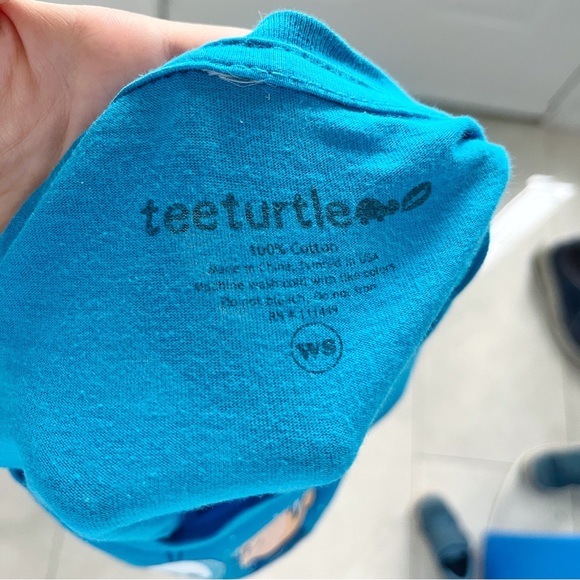 teeturtle
100% Cotton
Made in China, Printed in USA
Machine wash cold with like colors
Do not bleach. Do not iron
RN # 111449
WS